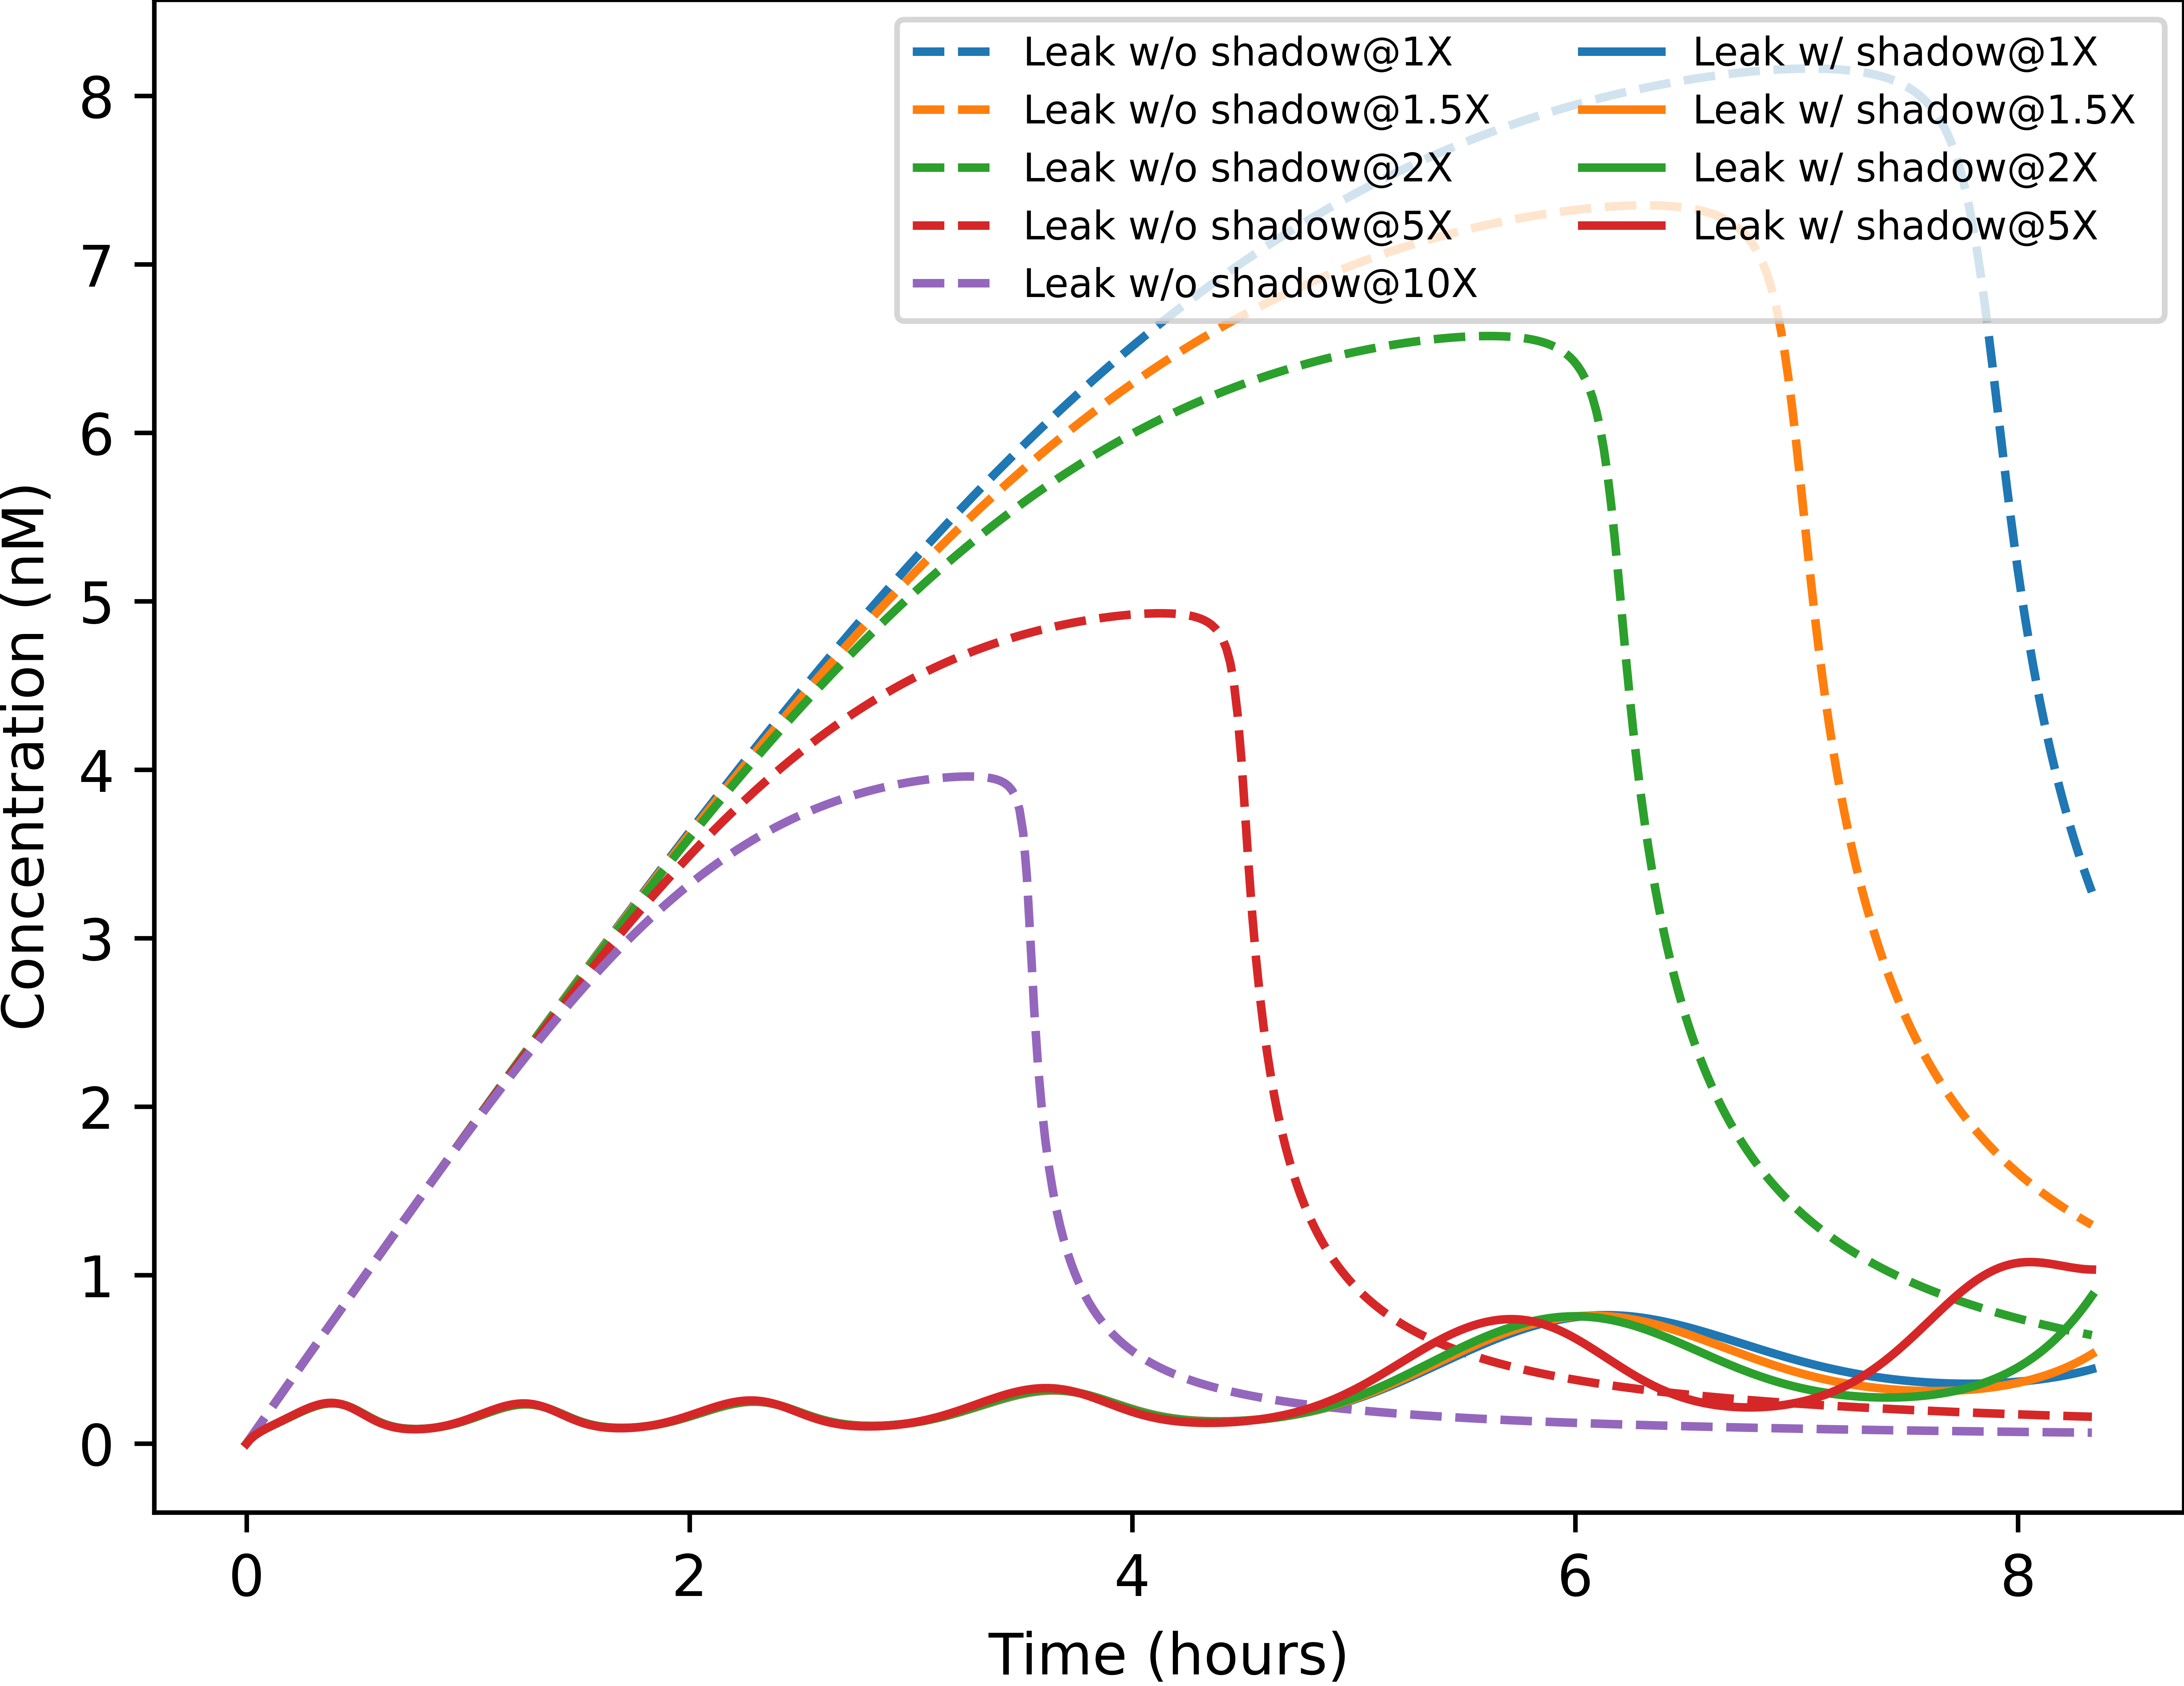 Leak w/o shadow@1X
Leak w/o shadow@1.5X
Leak w/o shadow@2X
Leak w/o shadow@5X
Leak w/o shadow@10X
Leak w/ shadow@1X
Leak w/ shadow@1.5X
Leak w/ shadow@2X
Leak w/ shadow@5X
Concentration (nM)
8
7
6
5
4
3
2
1
0
0 2 4 6 8
Time (hours)